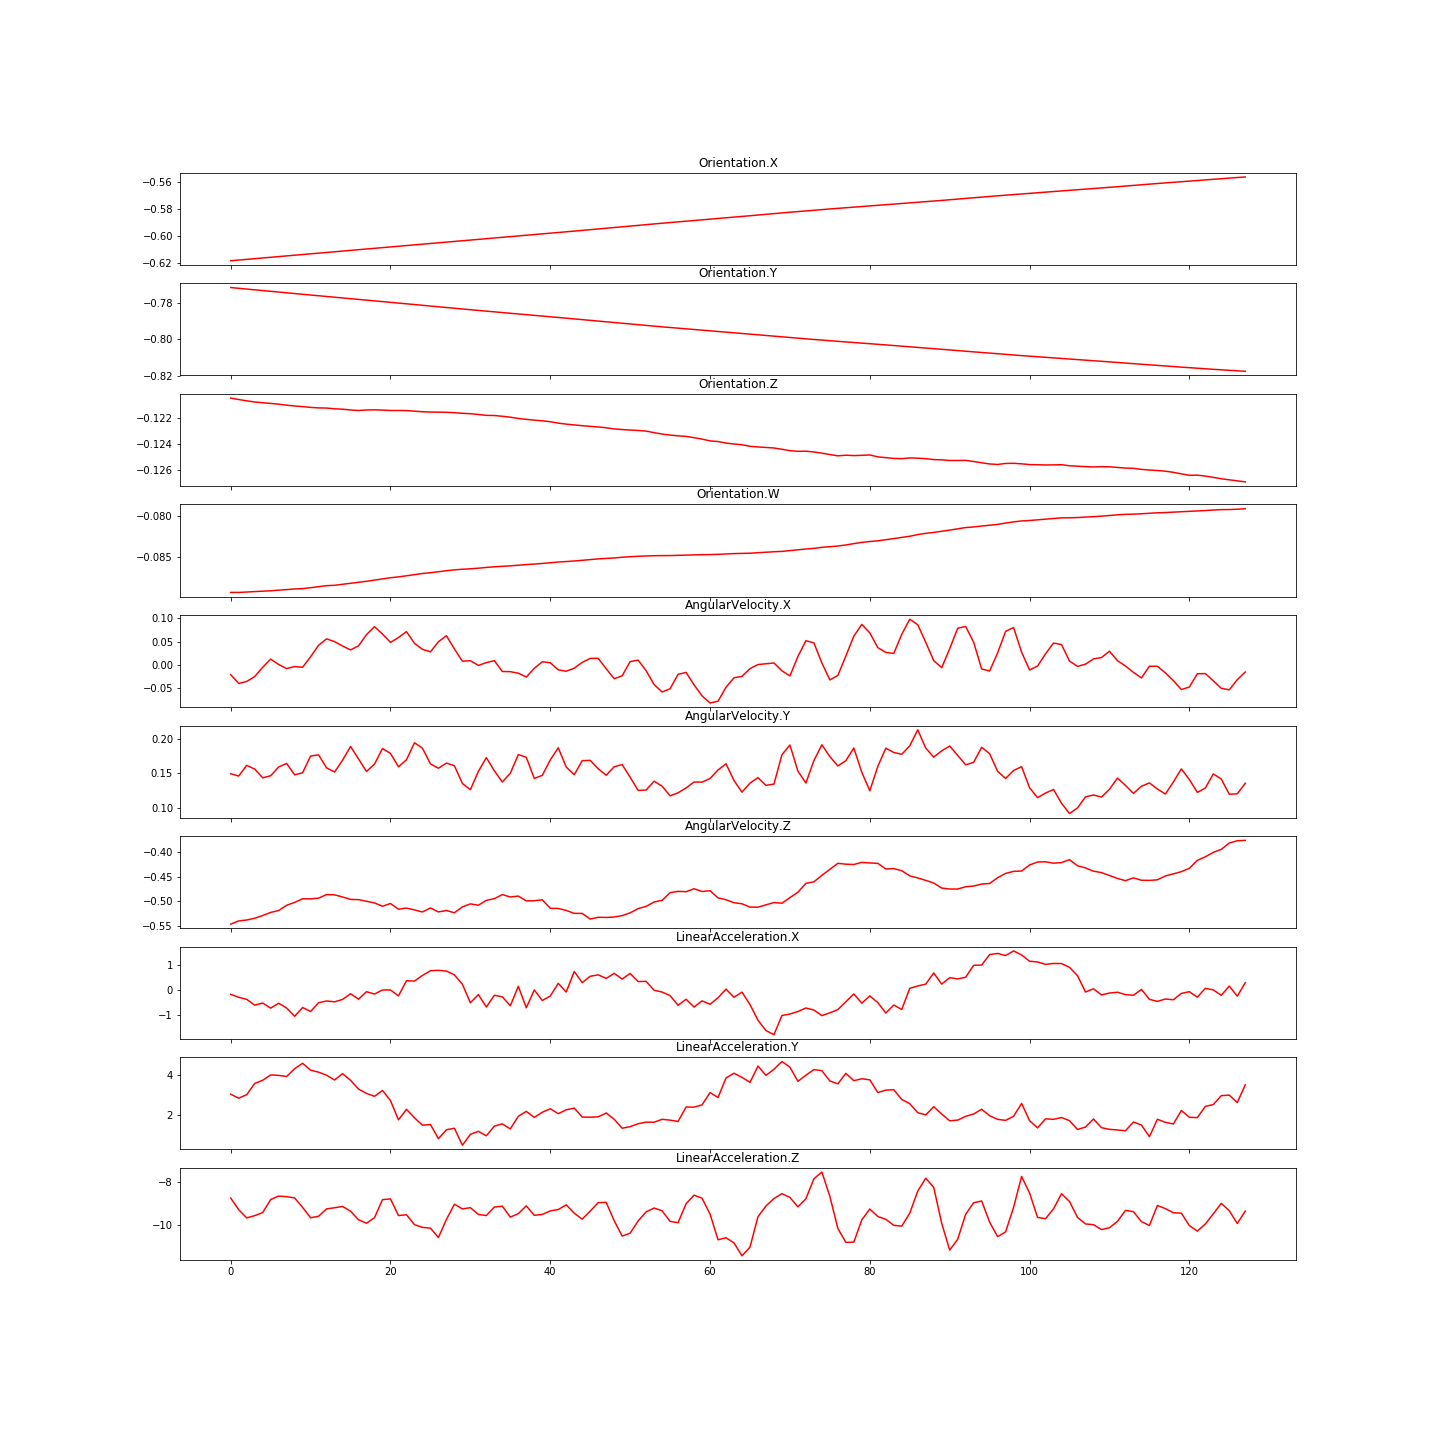 Orientation.X
−0.56
−0.58
−0.60
−0.62
Orientation.Y
−0.78
−0.80
−0.82
Orientation.Z
−0.122
−0.124
−0.126
Orientation.W
−0.080
−0.085
AngularVelocity.X
0.10
0.05
0.00
−0.05
AngularVelocity.Y
0.20
0.15
0.10
AngularVelocity.Z
−0.40
−0.45
−0.50
−0.55
LinearAcceleration.X
1
0
−1
LinearAcceleration.Y
4
2
LinearAcceleration.Z
−8
−10
0 20 40 60 80 100 120